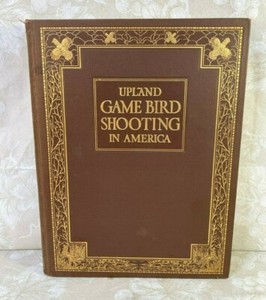 UPLAND
GAME BIRD
SHOOTING
IN AMERICA